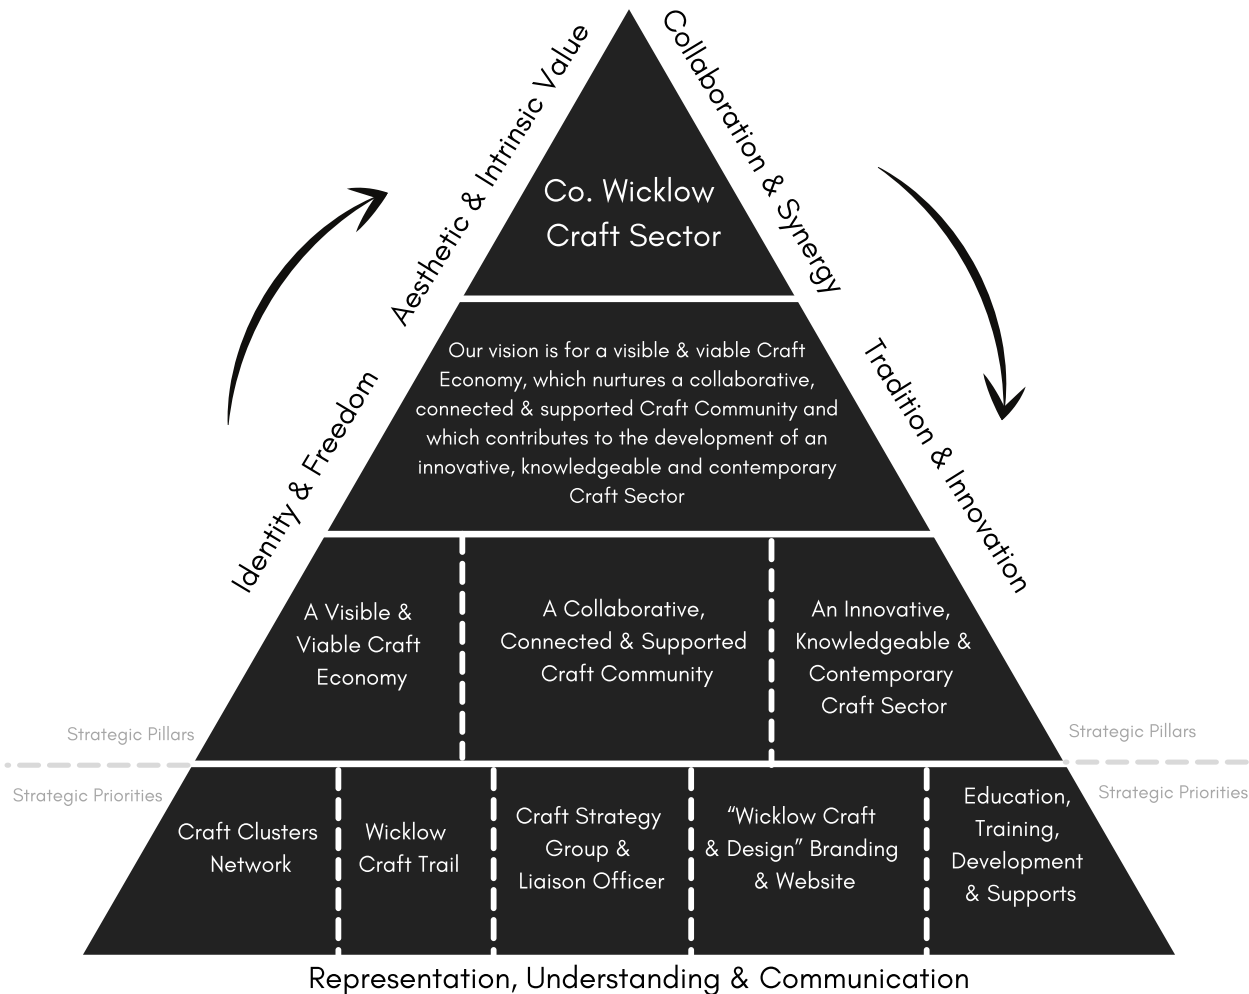 Aesthetic & Intrinsic Value
Collaboration & Synergy
Co. Wicklow
Craft Sector
Identity & Freedom
Tradition & Innovation
Our vision is for a visible & viable Craft
Economy, which nurtures a collaborative,
connected & supported Craft Community and
which contributes to the development of an
innovative, knowledgeable and contemporary
Craft Sector
A Visible &
Viable Craft
Economy
A Collaborative,
Connected & Supported
Craft Community
An Innovative,
Knowledgeable &
Contemporary
Craft Sector
Strategic Pillars
Strategic Pillars
Strategic Priorities
Strategic Priorities
Craft Clusters
Network
Wicklow
Craft Trail
Craft Strategy
Group &
Liaison Officer
“Wicklow Craft
& Design” Branding
& Website
Education,
Training,
Development
& Supports
Representation, Understanding & Communication